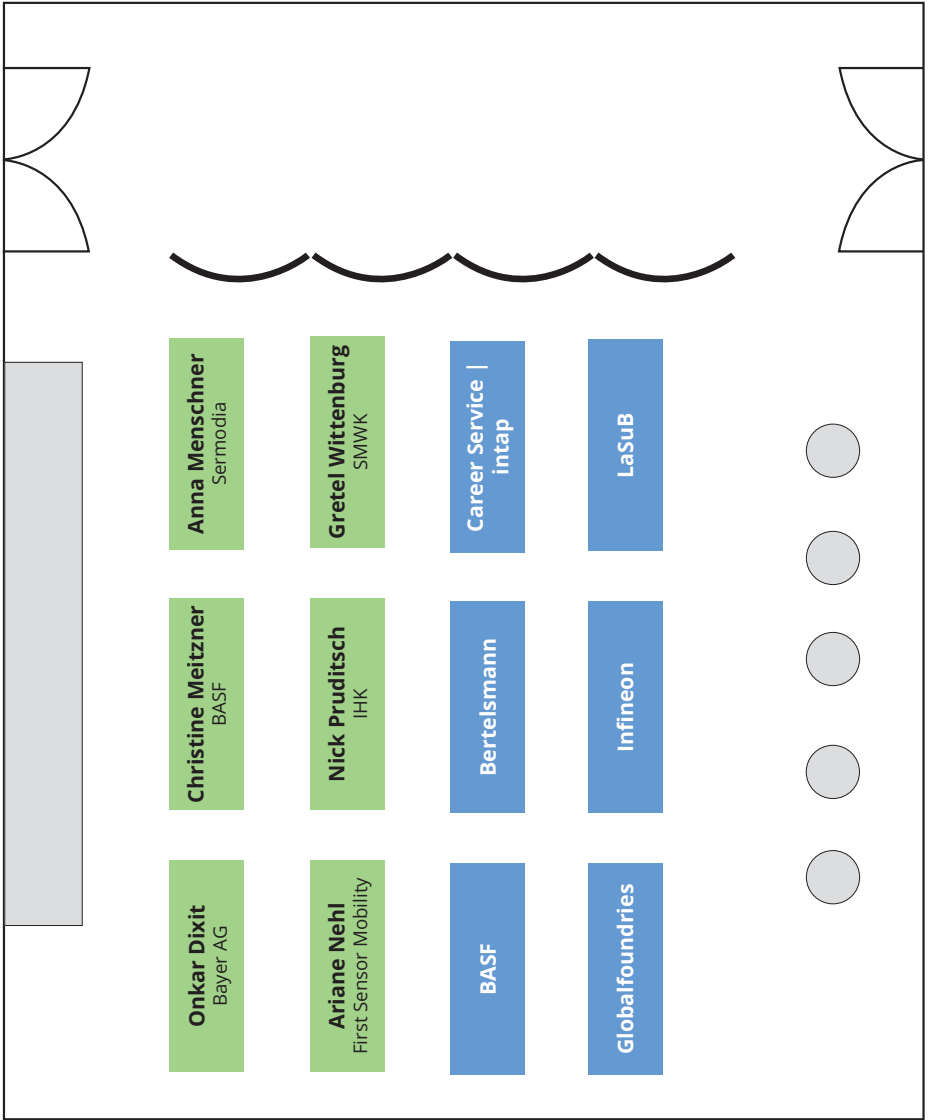 Anna Menschner
Sermodia
Gretel Wittenburg
SMWK
Career Service |
intap
LaSuB
Christine Meitzner
BASF
Nick Pruditsch
IHK
Bertelsmann
Infineon
Onkar Dixit
Bayer AG
Ariane Nehl
First Sensor Mobility
BASF
Globalfoundries